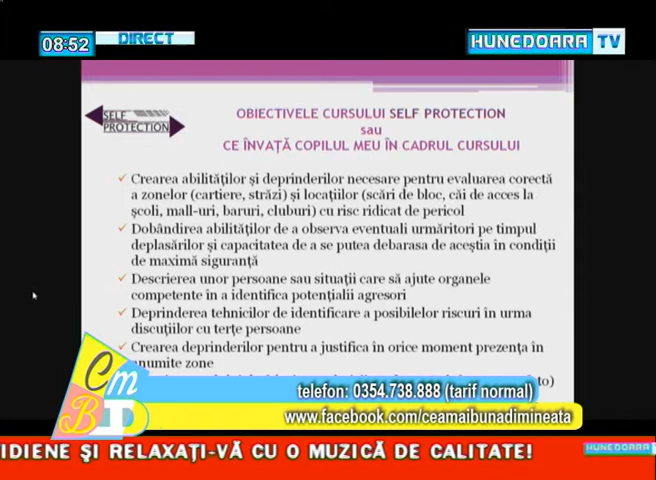 08:52
DIRECT
HUNEDOARA TV
SELF
PROTECTION
OBIECTIVELE CURSULUI SELF PROTECTION
sau
CE ÎNVAȚĂ COPILUL MEU ÎN CADRUL CURSULUI
✓ Crearea abilităților și deprinderilor necesare pentru evaluarea corectă
a zonelor (cartiere, străzi) și locațiilor (scări de bloc, căi de acces la
școli, mall-uri, baruri, cluburi) cu risc ridicat de pericol
✓ Dobândirea abilităților de a observa eventuali urmăritori pe timpul
deplasărilor și capacitatea de a se putea debarasa de aceștia în condiții
de maximă siguranță
✓ Descrierea unor persoane sau situații care să ajute organele
competente în a identifica potențialii agresori
✓ Deprinderea tehnicilor de identificare a posibilelor riscuri în urma
discuțiilor cu terțe persoane
✓ Crearea deprinderilor pentru a justifica în orice moment prezența în
anumite zone
CmBD
telefon: 0354.738.888 (tarif normal)
www.facebook.com/ceamaibunadimineata
IDIENE ȘI RELAXAȚI-VĂ CU O MUZICĂ DE CALITATE!
HUNEDOARA